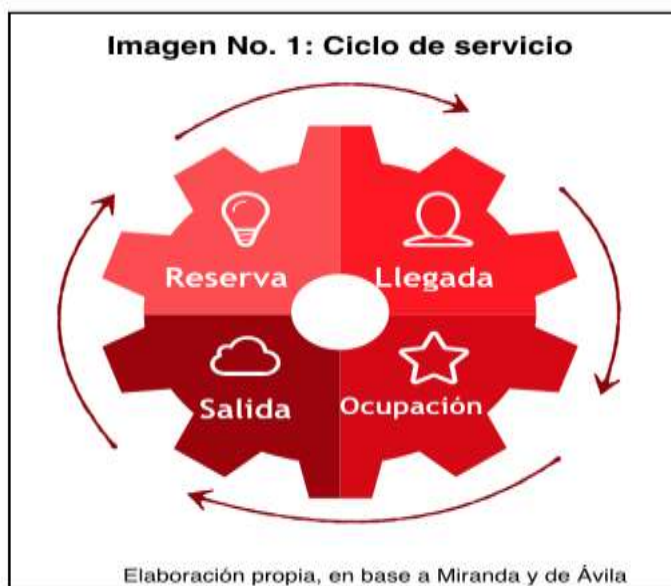 Imagen No. 1: Ciclo de servicio
Reserva
Llegada
Salida
Ocupación
Elaboración propia, en base a Miranda y de Ávila